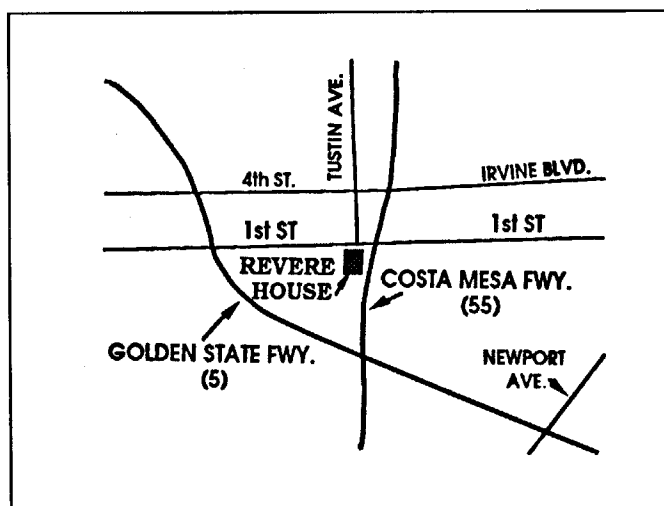 TUSTIN AVE.
4th ST.
IRVINE BLVD.
1st ST
1st ST
REVERE
HOUSE
COSTA MESA FWY.
(55)
GOLDEN STATE FWY.
(5)
NEWPORT
AVE.